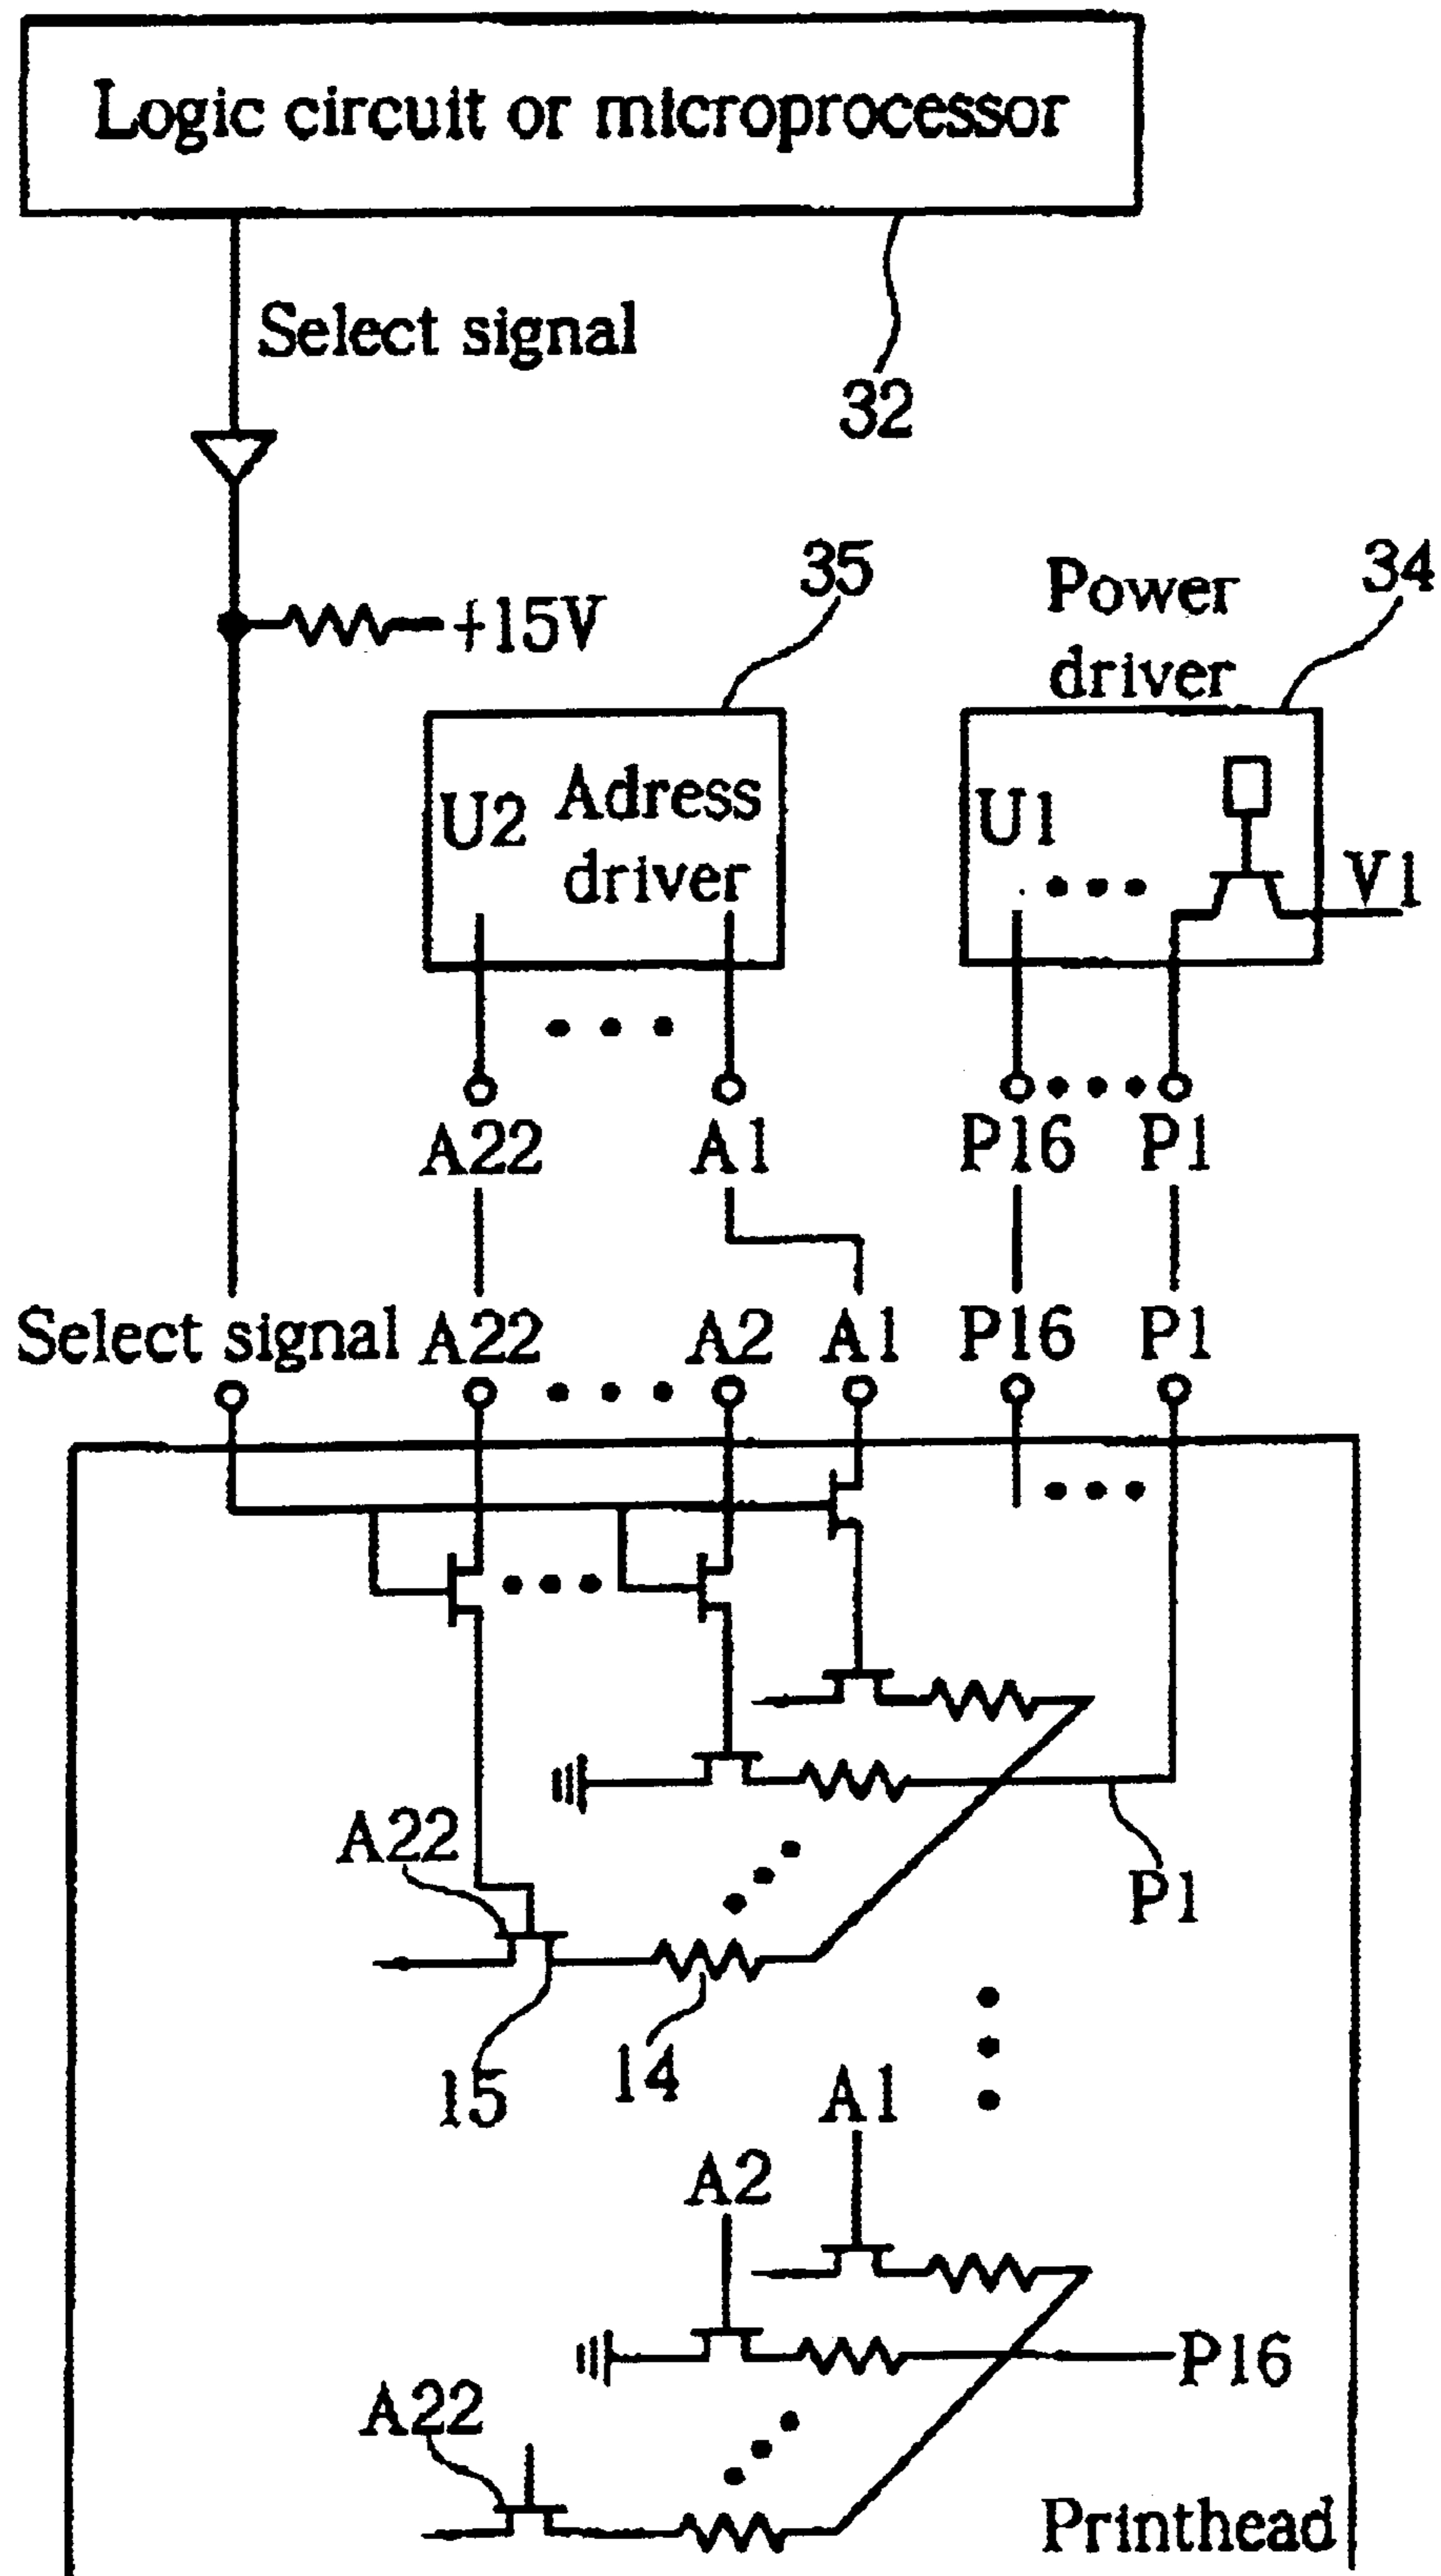 Logic circuit or microprocessor
Select signal
32
+15V
35
Power
driver
34
U2 Adress
driver
U1
V1
A22 A1 P16 P1
Select signal A22 A2 A1 P16 P1
A22
P1
15
14
A1
A2
P16
A22
Printhead